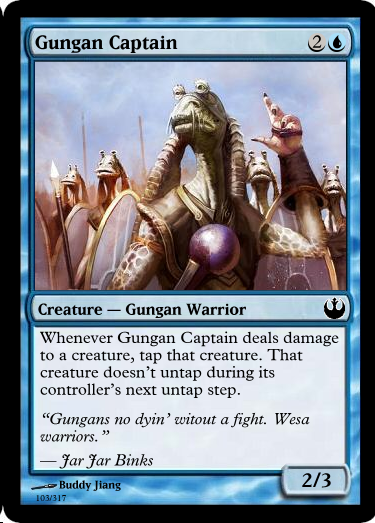 Gungan Captain 2
Creature — Gungan Warrior
Whenever Gungan Captain deals damage
to a creature, tap that creature. That
creature doesn't untap during its
controller's next untap step.
"Gungans no dyin' witout a fight. Wesa
warriors."
— Jar Jar Binks
2/3
Buddy Jiang
103/317